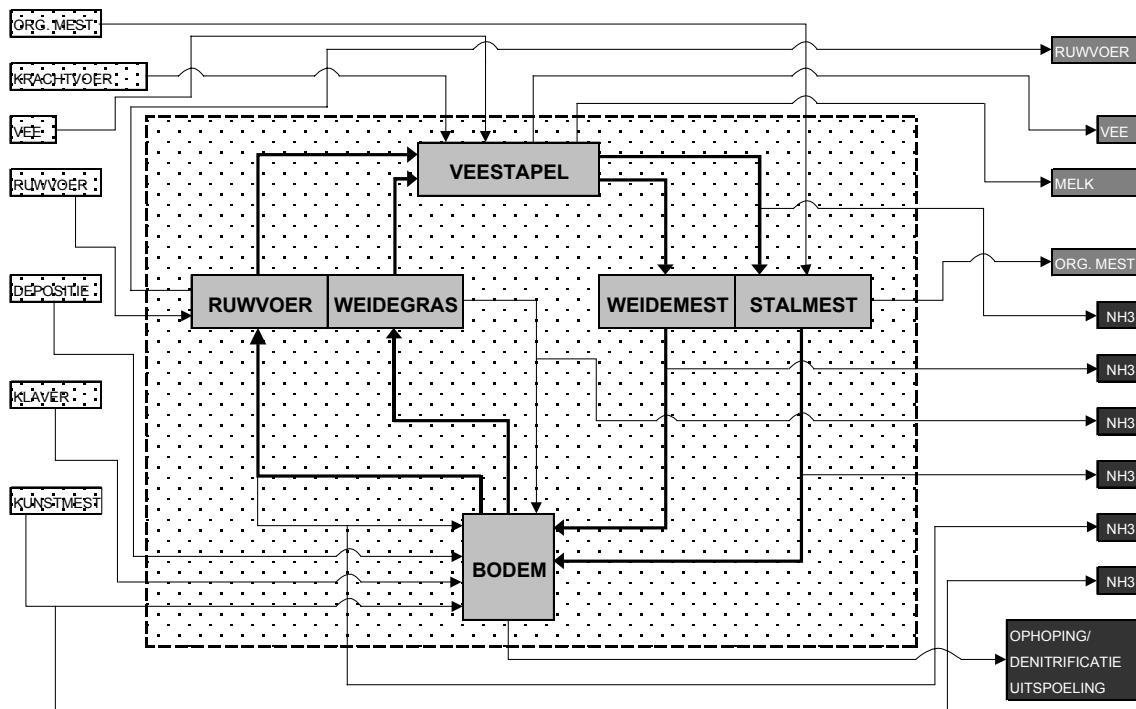 ORG. MEST
KRACHTVOER
VEE
RUWVOER
DEPOSITIE
KLAVER
KUNSTMEST
VEESTAPEL
RUWVOER
WEIDEGRAS
WEIDEMEST
STALMEST
BODEM
RUWVOER
VEE
MELK
ORG. MEST
NH3
NH3
NH3
NH3
NH3
NH3
OPHOPING/
DENITRIFICATIE
UITSPOELING